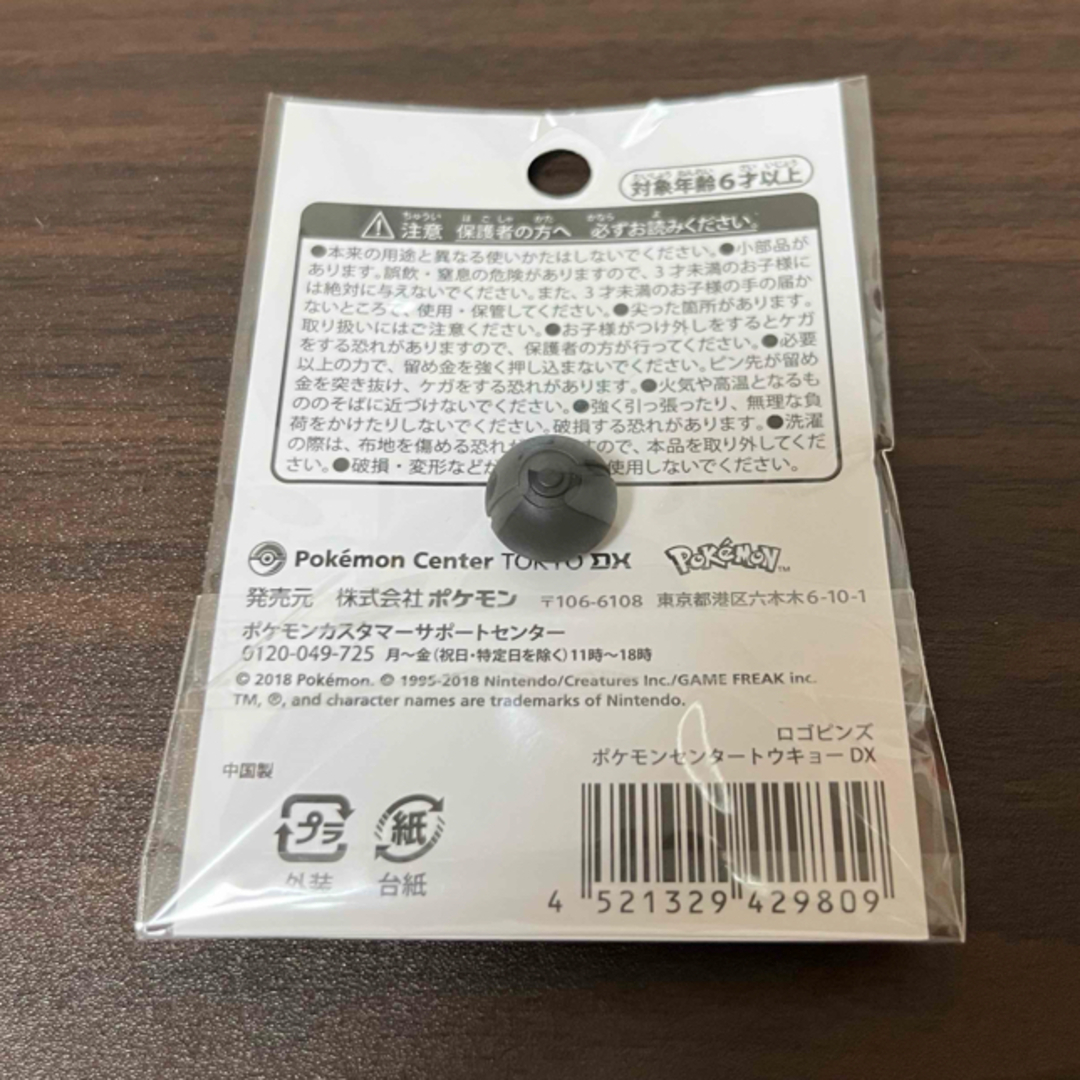 対象年齢6才以上
注意 保護者の方へ 必ずお読みください。
●本来の用途と異なる使いかたはしないでください。●小部品が
あります。誤飲・窒息の危険がありますので、3才未満のお子様に
は絶対に与えないでください。また、3才未満のお子様の手の届か
ないところで、使用・保管してください。●尖った箇所があります。
取り扱いにはご注意ください。●お子様がつけ外しをするとケガ
をする恐れがありますので、保護者の方が行ってください。●必要
以上の力で、留め金を強く押し込まないでください。ピン先が留め
金を突き抜け、ケガをする恐れがあります。●火気や高温となるも
ののそばに近づけないでください。●強く引っ張ったり、無理な負
荷をかけたりしないでください。破損する恐れがあります。●洗濯
の際は、布地を傷める恐れが すので、本品を取り外してくだ
さい。●破損・変形などが 使用しないでください。
Pokémon Center TOKYO DX POKÉMON™
発売元 株式会社ポケモン 〒106-6108 東京都港区六本木6-10-1
ポケモンカスタマーサポートセンター
0120-049-725 月〜金(祝日・特定日を除く)11時〜18時
© 2018 Pokémon. © 1995-2018 Nintendo/Creatures Inc./GAME FREAK inc.
TM, ®, and character names are trademarks of Nintendo.
ロゴピンズ
ポケモンセンタートウキョーDX
中国製
プラ 紙
外装 台紙
4 521329 429809